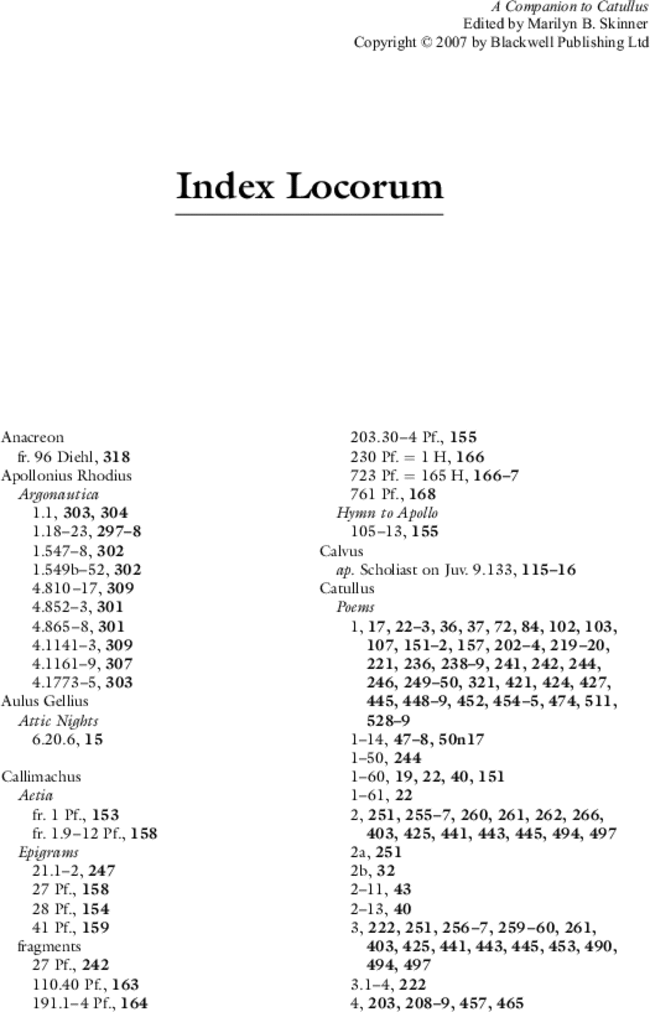 A Companion to Catullus
Edited by Marilyn B. Skinner
Copyright © 2007 by Blackwell Publishing Ltd
Index Locorum
Anacreon
fr. 96 Diehl, 318
Apollonius Rhodius
Argonautica
1.1, 303, 304
1.18–23, 297–8
1.547–8, 302
1.549b–52, 302
4.810–17, 309
4.852–3, 301
4.865–8, 301
4.1141–3, 309
4.1161–9, 307
4.1773–5, 303
Aulus Gellius
Attic Nights
6.20.6, 15
Callimachus
Aetia
fr. 1 Pf., 153
fr. 1.9–12 Pf., 158
Epigrams
21.1–2, 247
27 Pf., 158
28 Pf., 154
41 Pf., 159
fragments
27 Pf., 242
110.40 Pf., 163
191.1–4 Pf., 164
203.30–4 Pf., 155
230 Pf. = 1 H, 166
723 Pf. = 165 H, 166–7
761 Pf., 168
Hymn to Apollo
105–13, 155
Calvus
ap. Scholiast on Juv. 9.133, 115–16
Catullus
Poems
1, 17, 22–3, 36, 37, 72, 84, 102, 103,
107, 151–2, 157, 202–4, 219–20,
221, 236, 238–9, 241, 242, 244,
246, 249–50, 321, 421, 424, 427,
445, 448–9, 452, 454–5, 474, 511,
528–9
1–14, 47–8, 50n17
1–50, 244
1–60, 19, 22, 40, 151
1–61, 22
2, 251, 255–7, 260, 261, 262, 266,
403, 425, 441, 443, 445, 494, 497
2a, 251
2b, 32
2–11, 43
2–13, 40
3, 222, 251, 256–7, 259–60, 261,
403, 425, 441, 443, 445, 453, 490,
494, 497
3.1–4, 222
4, 203, 208–9, 457, 465